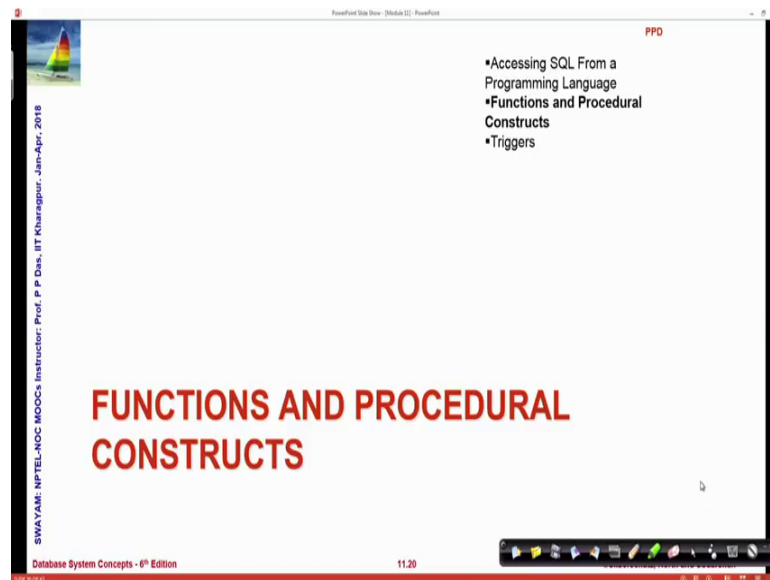 PowerPoint Slide Show - [Module 11] - PowerPoint
PPD
▪Accessing SQL From a
Programming Language
▪Functions and Procedural
Constructs
▪Triggers
SWAYAM: NPTEL-NOC MOOCs Instructor: Prof. P P Das, IIT Kharagpur. Jan-Apr, 2018
FUNCTIONS AND PROCEDURAL
CONSTRUCTS
Database System Concepts - 6th Edition
11.20